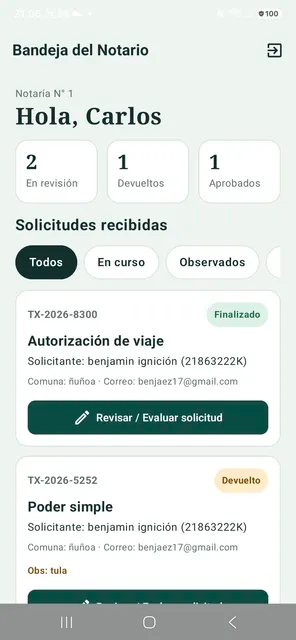 21:06
100
Bandeja del Notario
Notaría N° 1
Hola, Carlos
2
En revisión
1
Devueltos
1
Aprobados
Solicitudes recibidas
Todos
En curso
Observados
TX-2026-8300
Finalizado
Autorización de viaje
Solicitante: benjamin ignición (21863222K)
Comuna: ñuñoa · Correo: benjaez17@gmail.com
Revisar / Evaluar solicitud
TX-2026-5252
Devuelto
Poder simple
Solicitante: benjamin ignición (21863222K)
Comuna: ñuñoa · Correo: benjaez17@gmail.com
Obs: tula